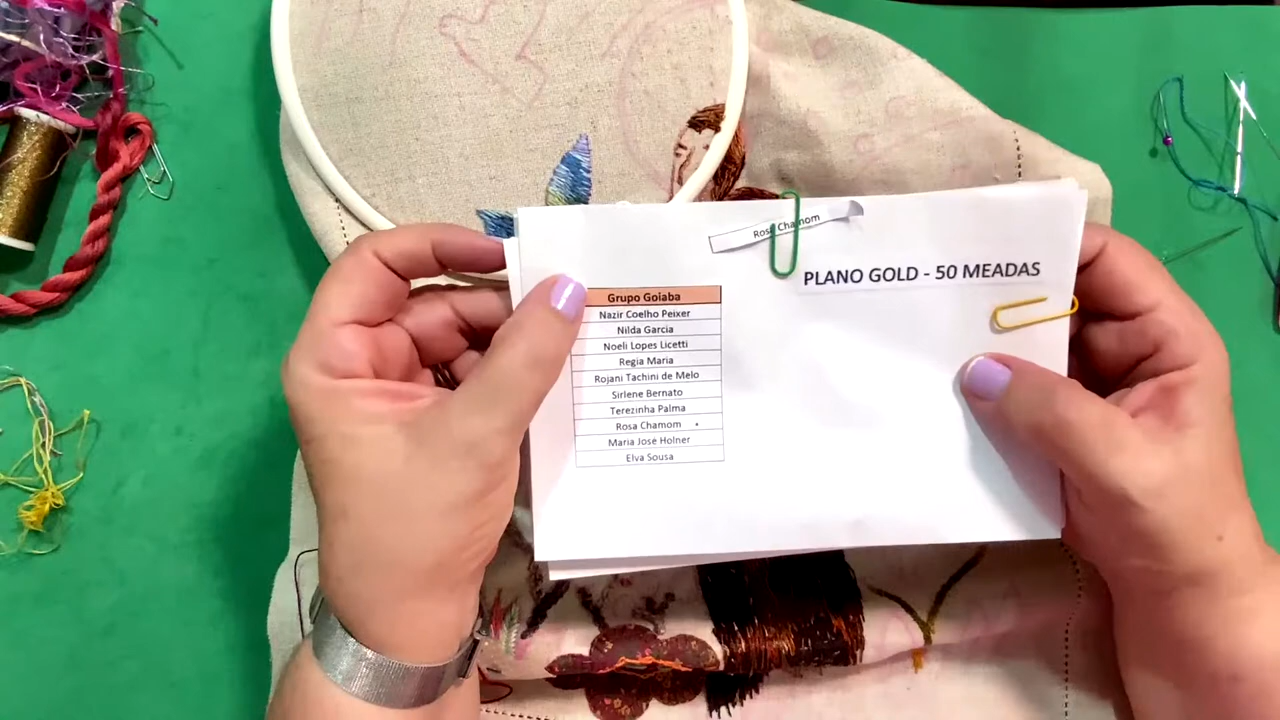 Rosa Chamom
PLANO GOLD - 50 MEADAS
Grupo Goiaba
Nazir Coelho Peixer
Nilda Garcia
Noeli Lopes Licetti
Regia Maria
Rojani Tachini de Melo
Sirlene Bernato
Terezinha Palma
Rosa Chamom
Maria José Holner
Elva Sousa